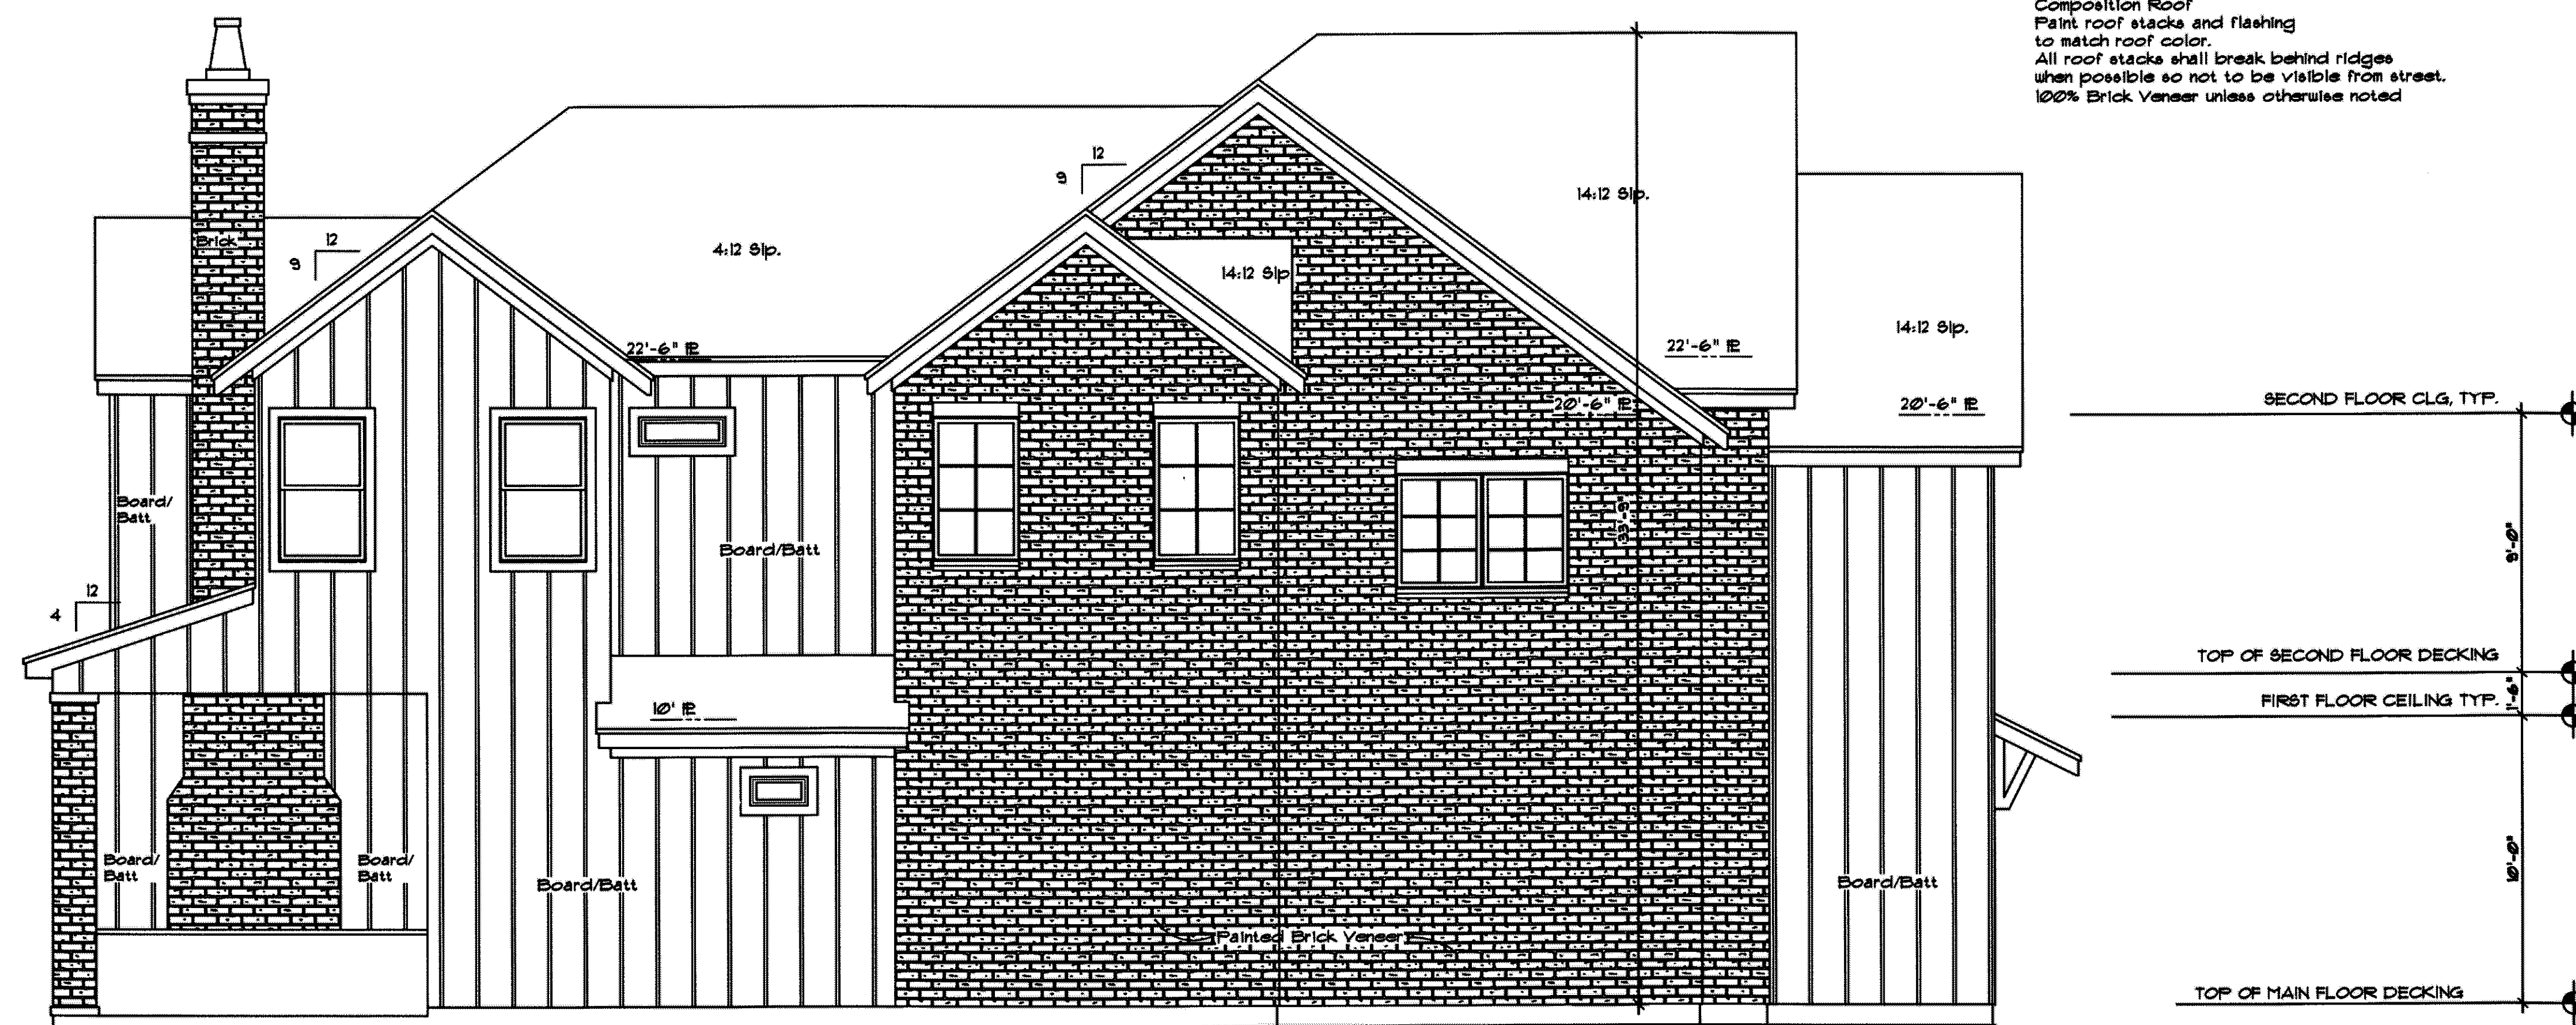 Composition Roof
Paint roof stacks and flashing
to match roof color.
All roof stacks shall break behind ridges
when possible so not to be visible from street.
100% Brick Veneer unless otherwise noted
12
9
14:12 Slp.
Brick
12
9
4:12 Slp.
14:12 Slp.
14:12 Slp.
22'-6" PL
22'-6" PL
20'-6" PL
20'-6" PL
SECOND FLOOR CLG, TYP.
Board/
Batt
33'-9"
Board/Batt
9'-0"
12
4
TOP OF SECOND FLOOR DECKING
1'-6"
FIRST FLOOR CEILING TYP.
10' PL
Board/
Batt
Board/
Batt
Board/Batt
Board/Batt
10'-0"
Painted Brick Veneer
TOP OF MAIN FLOOR DECKING